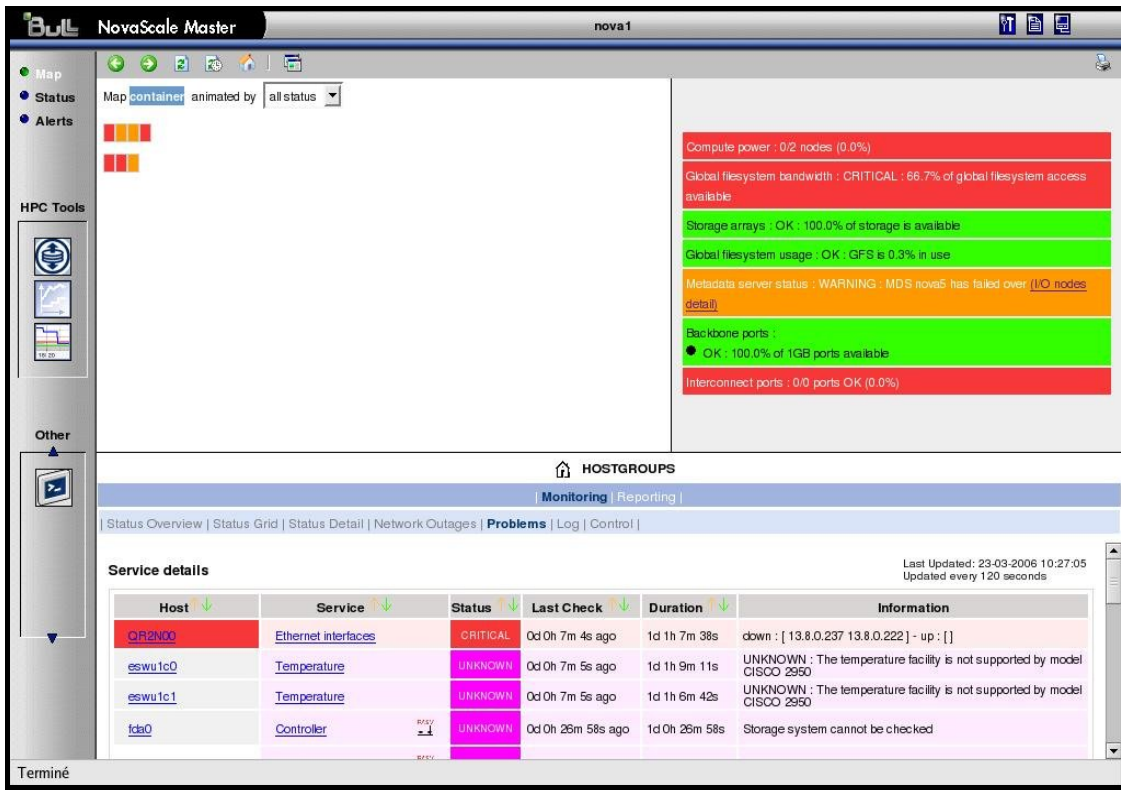 Bull NovaScale Master nova1
Map
Status
Alerts
HPC Tools
Other
Map container animated by all status
Compute power : 0/2 nodes (0.0%)
Global filesystem bandwidth : CRITICAL : 66.7% of global filesystem access
available
Storage arrays : OK : 100.0% of storage is available
Global filesystem usage : OK : GFS is 0.3% in use
Metadata server status : WARNING : MDS nova5 has failed over (I/O nodes
detail)
Backbone ports :
OK : 100.0% of 1GB ports available
Interconnect ports : 0/0 ports OK (0.0%)
HOSTGROUPS
| Monitoring | Reporting |
| Status Overview | Status Grid | Status Detail | Network Outages | Problems | Log | Control |
Service details
Last Updated: 23-03-2006 10:27:05
Updated every 120 seconds
Host Service Status Last Check Duration Information
QR2N00 Ethernet interfaces CRITICAL 0d 0h 7m 4s ago 1d 1h 7m 38s down : [ 13.8.0.237 13.8.0.222 ] - up : [ ]
eswu1c0 Temperature UNKNOWN 0d 0h 7m 5s ago 1d 1h 9m 11s UNKNOWN : The temperature facility is not supported by model
CISCO 2950
eswu1c1 Temperature UNKNOWN 0d 0h 7m 5s ago 1d 1h 6m 42s UNKNOWN : The temperature facility is not supported by model
CISCO 2950
fda0 Controller UNKNOWN 0d 0h 26m 58s ago 1d 0h 26m 58s Storage system cannot be checked
Terminé